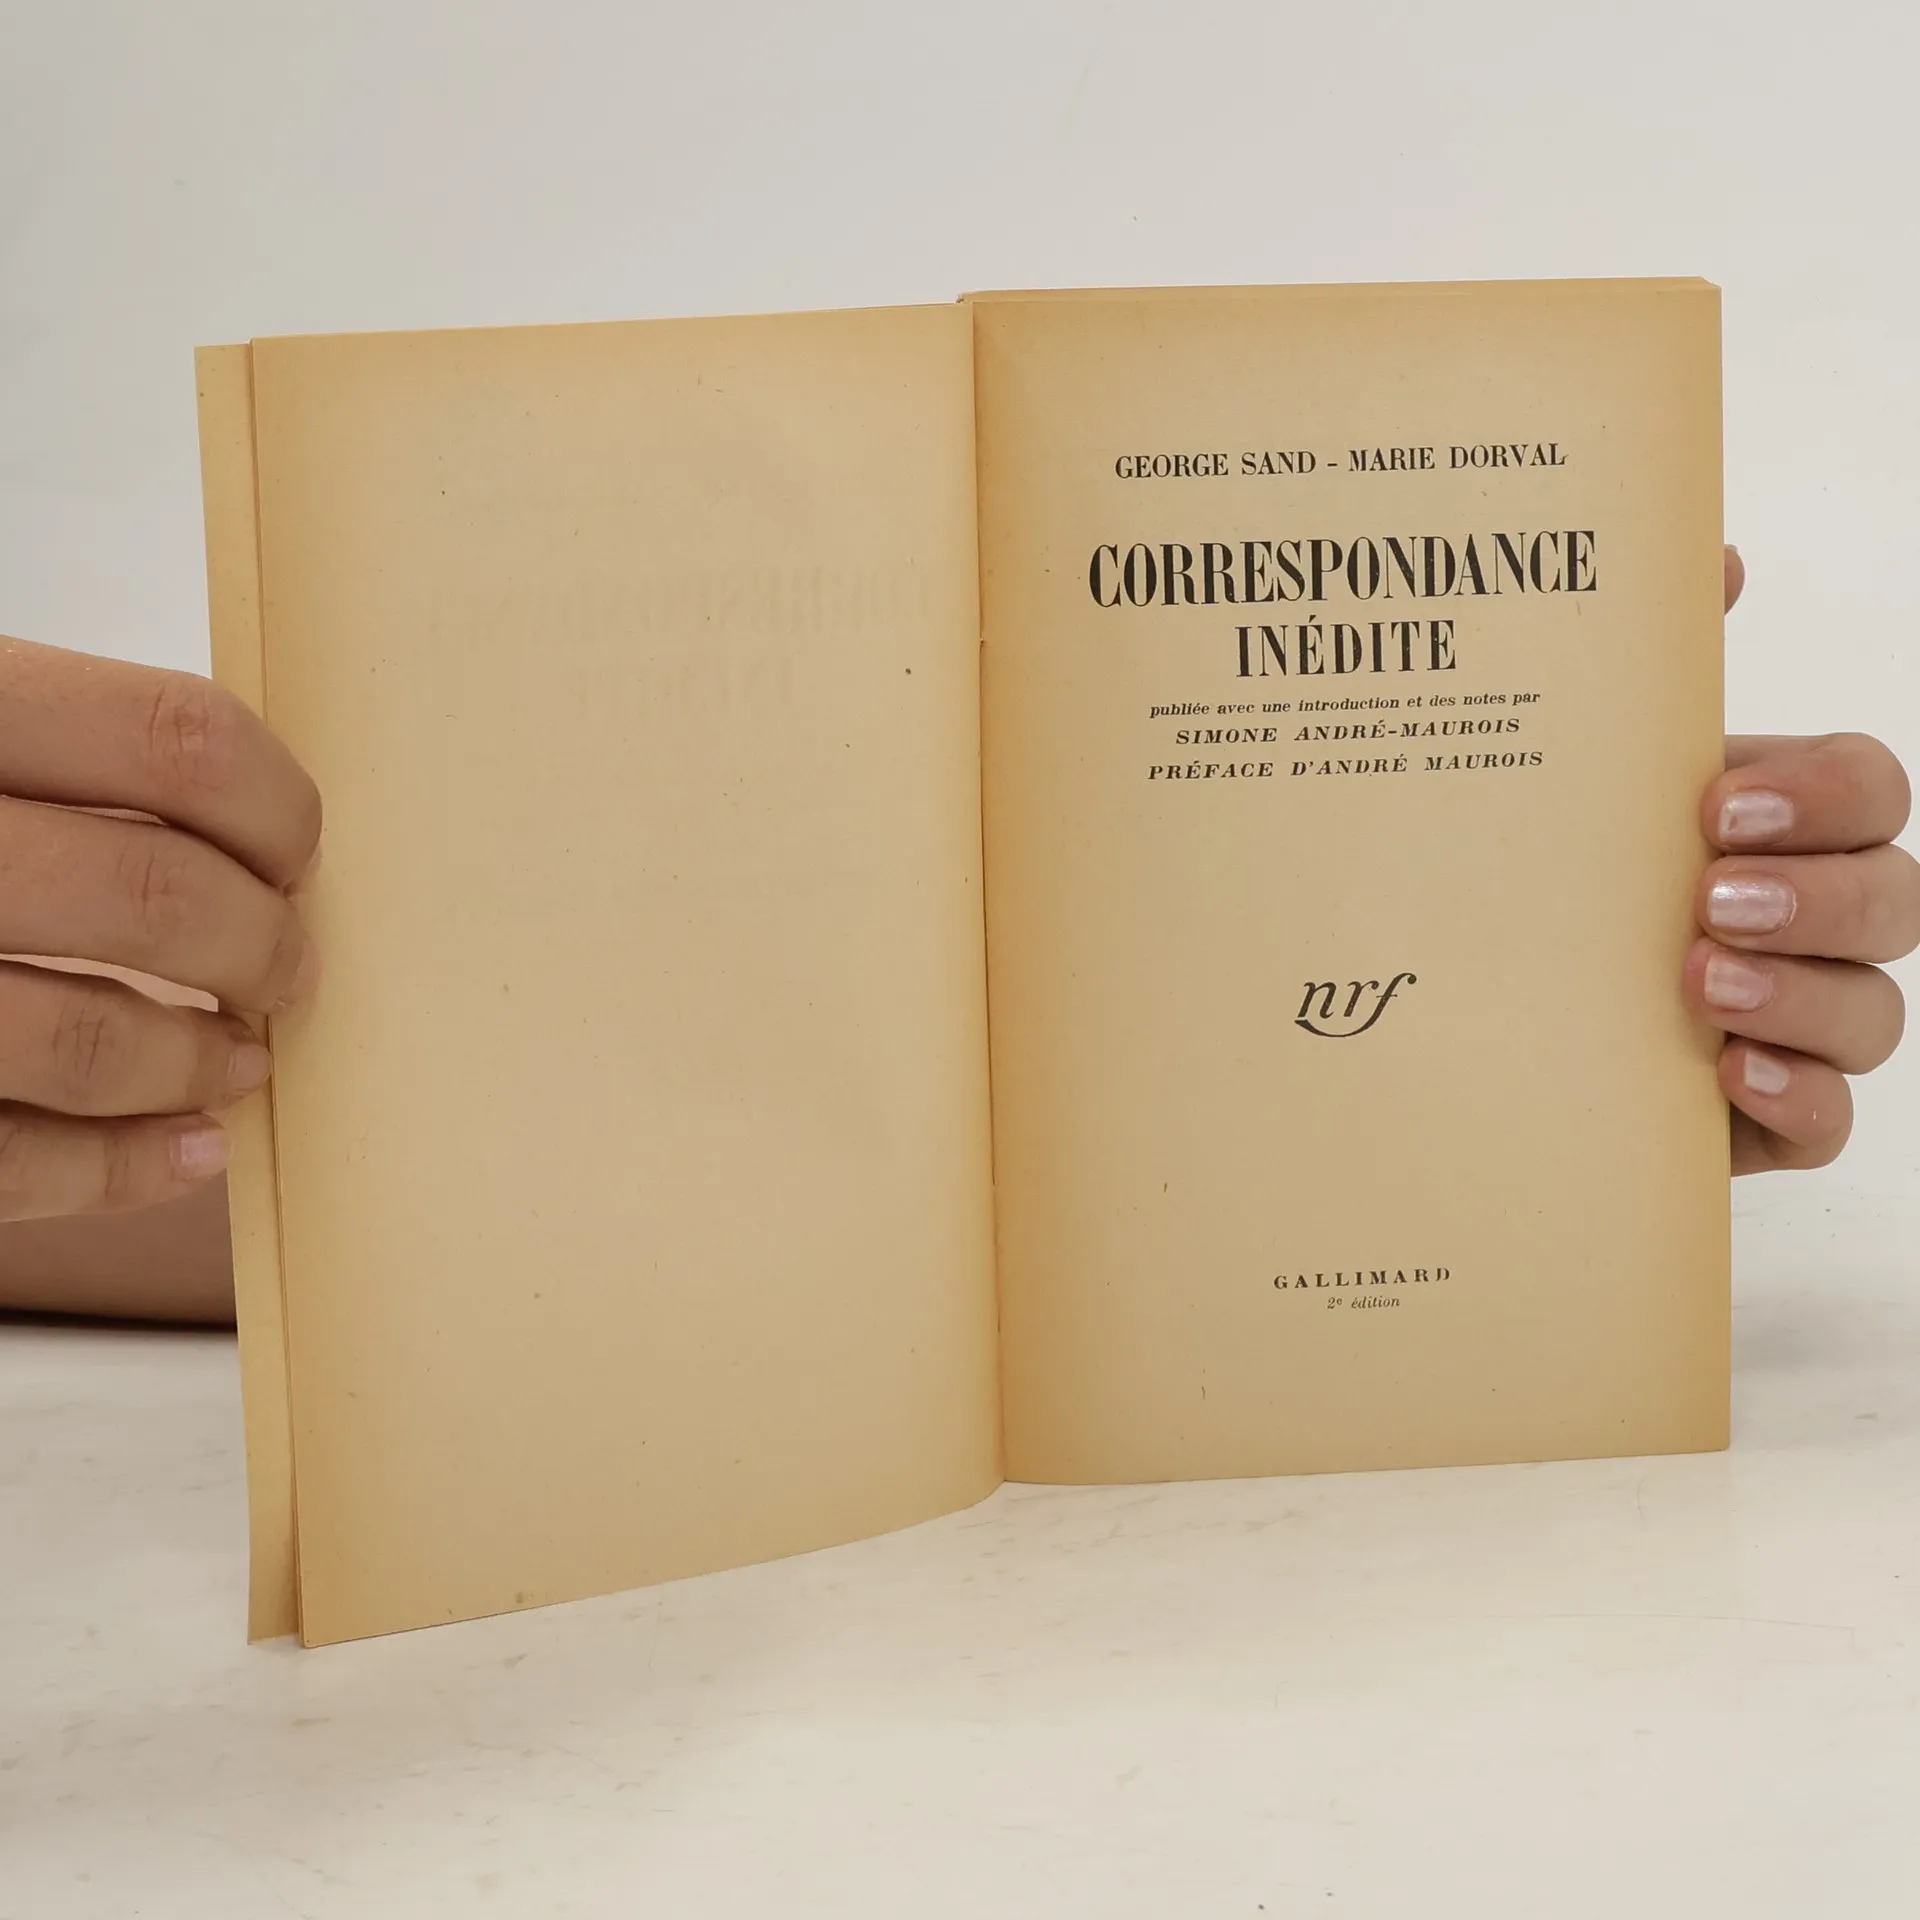 GEORGE SAND - MARIE DORVAL
CORRESPONDANCE
INÉDITE
publiée avec une introduction et des notes par
SIMONE ANDRÉ-MAUROIS
PRÉFACE D'ANDRÉ MAUROIS
nrf
GALLIMARD
2e édition